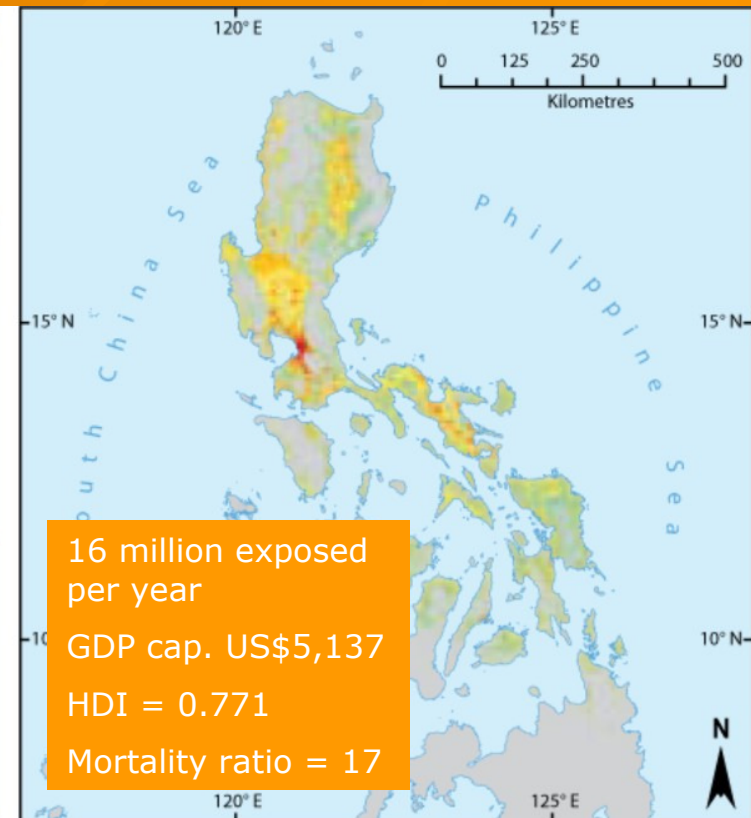 120° E 125° E
0 125 250 500
Kilometres
South China Sea
Philippine Sea
15° N 15° N
16 million exposed
per year
GDP cap. US$5,137
HDI = 0.771
Mortality ratio = 17
10° N
N
120° E 125° E